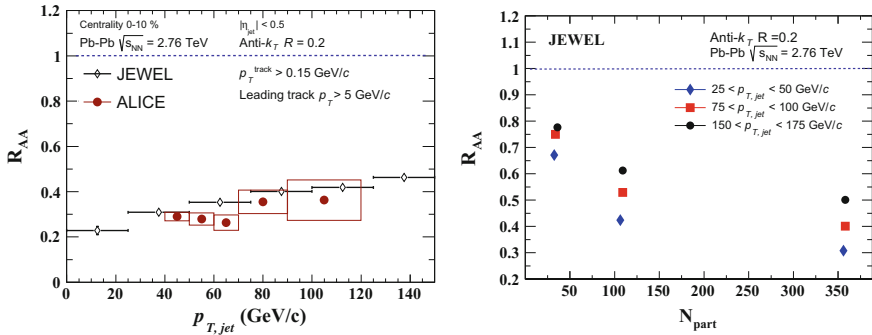 Centrality 0-10 %
|η_jet| < 0.5
Pb-Pb √s_NN = 2.76 TeV
Anti-k_T R = 0.2
JEWEL
p_T^track > 0.15 GeV/c
ALICE
Leading track p_T > 5 GeV/c
R_AA
1.4
1.2
1
0.8
0.6
0.4
0.2
0
0 20 40 60 80 100 120 140
p_T, jet (GeV/c)
JEWEL
Anti-k_T R =0.2
Pb-Pb √s_NN = 2.76 TeV
25 < p_T, jet < 50 GeV/c
75 < p_T, jet < 100 GeV/c
150 < p_T, jet < 175 GeV/c
R_AA
1.2
1.1
1
0.9
0.8
0.7
0.6
0.5
0.4
0.3
0.2
50 100 150 200 250 300 350
N_part